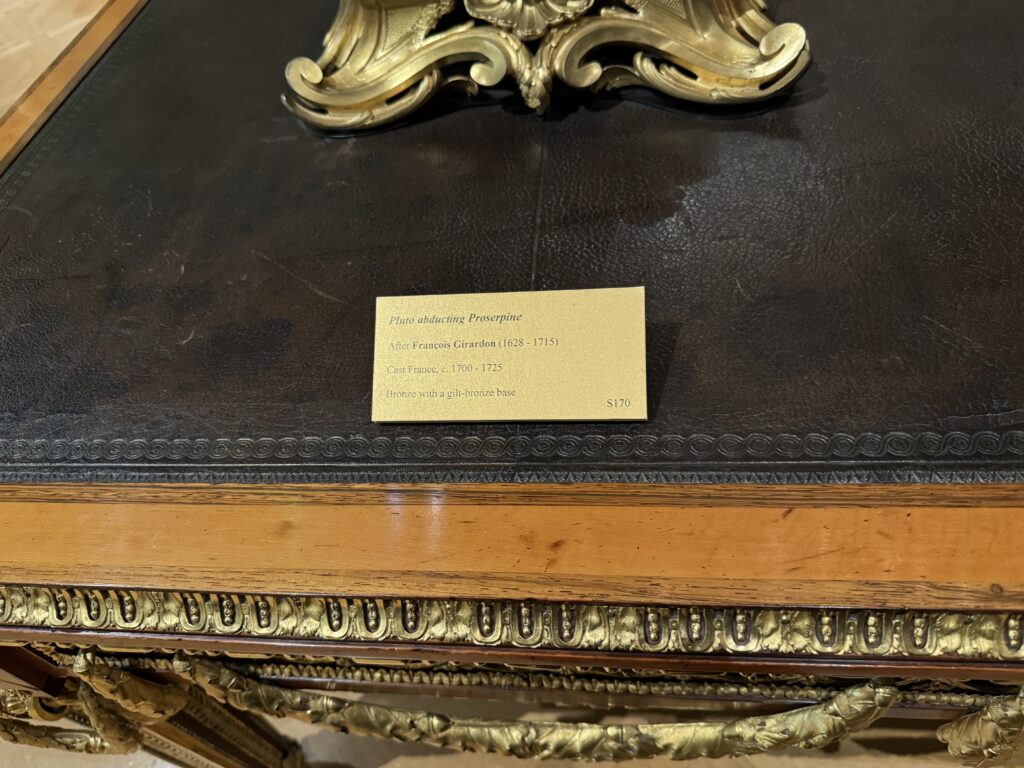 Pluto abducting Proserpine
After François Girardon (1628 - 1715)
Cast France, c. 1700 - 1725
Bronze with a gilt-bronze base.
S170